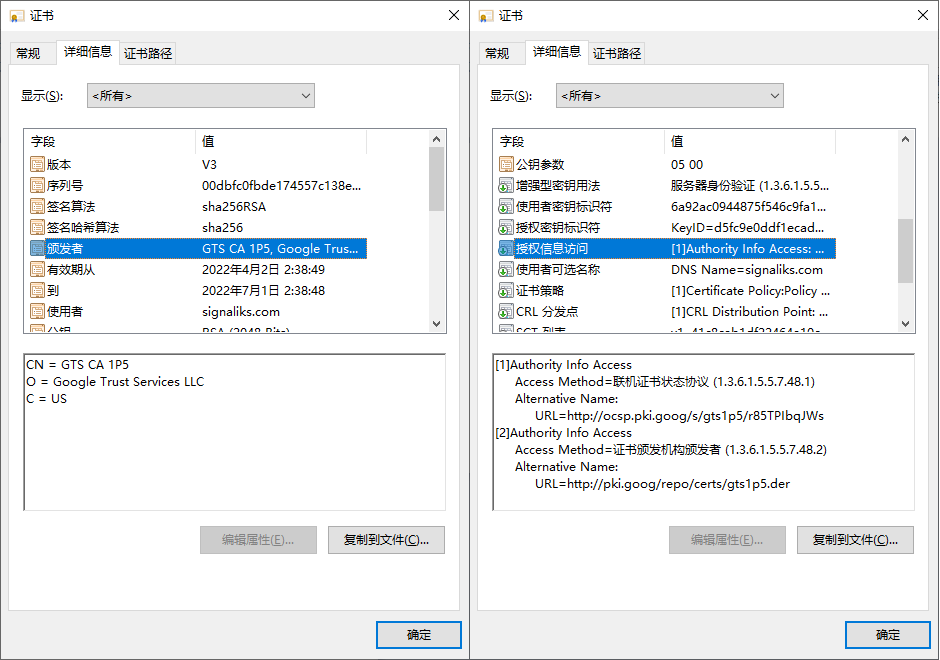 证书
常规 详细信息 证书路径
显示(S): <所有>
字段 值
版本 V3
序列号 00dbfc0fbde174557c138e...
签名算法 sha256RSA
签名哈希算法 sha256
颁发者 GTS CA 1P5, Google Trus...
有效期从 2022年4月2日 2:38:49
到 2022年7月1日 2:38:48
使用者 signaliks.com
公钥 RSA (2048 Bits)
CN = GTS CA 1P5
O = Google Trust Services LLC
C = US
编辑属性(E)... 复制到文件(C)...
确定
证书
常规 详细信息 证书路径
显示(S): <所有>
字段 值
公钥参数 05 00
增强型密钥用法 服务器身份验证 (1.3.6.1.5.5...
使用者密钥标识符 6a92ac0944875f546c9fa1...
授权密钥标识符 KeyID=d5fc9e0ddf1ecad...
授权信息访问 [1]Authority Info Access: ...
使用者可选名称 DNS Name=signaliks.com
证书策略 [1]Certificate Policy:Policy ...
CRL 分发点 [1]CRL Distribution Point: ...
SCT 列表
[1]Authority Info Access
Access Method=联机证书状态协议 (1.3.6.1.5.5.7.48.1)
Alternative Name:
URL=http://ocsp.pki.goog/s/gts1p5/r85TPIbqJWs
[2]Authority Info Access
Access Method=证书颁发机构颁发者 (1.3.6.1.5.5.7.48.2)
Alternative Name:
URL=http://pki.goog/repo/certs/gts1p5.der
编辑属性(E)... 复制到文件(C)...
确定